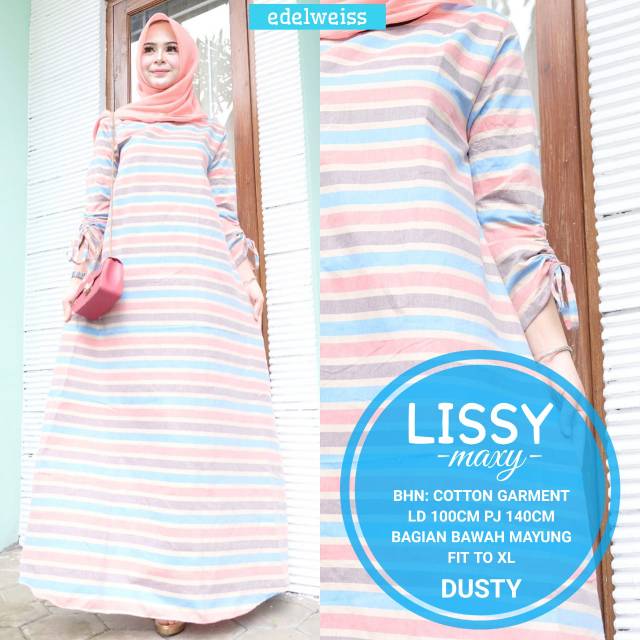 edelweiss
LISSY
-maxy-
BHN: COTTON GARMENT
LD 100CM PJ 140CM
BAGIAN BAWAH MAYUNG
FIT TO XL
DUSTY